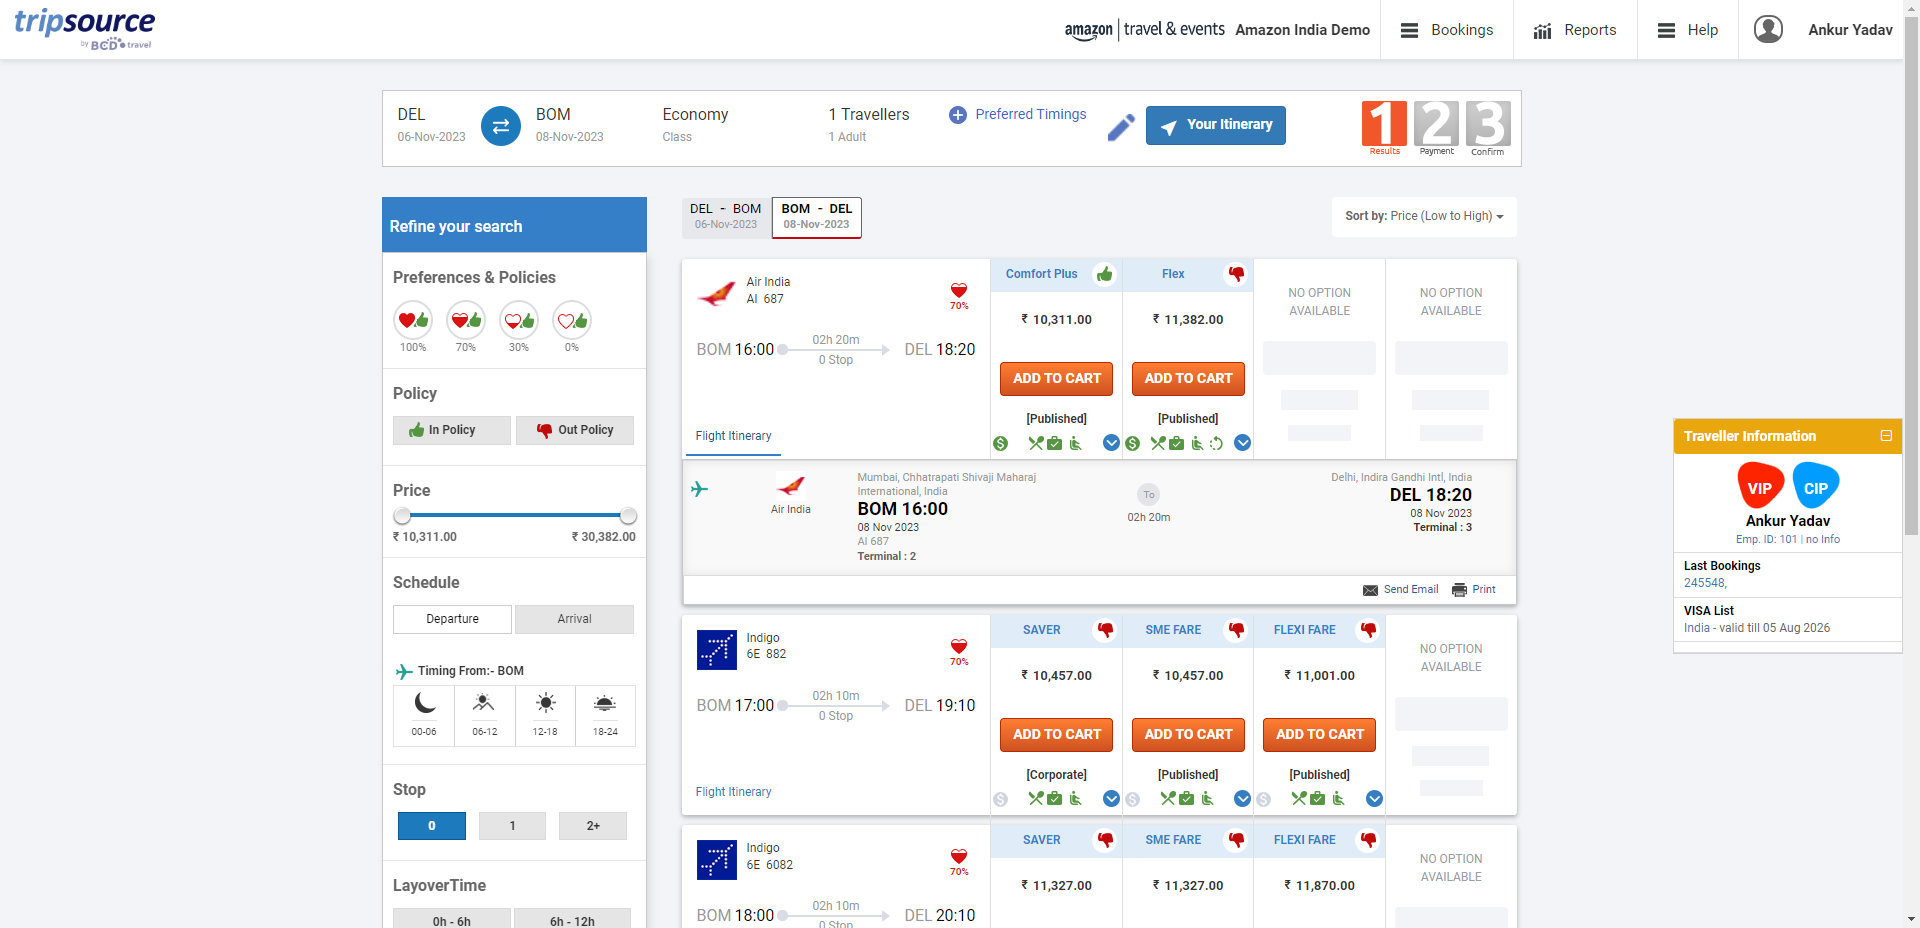 tripsource
by BCD travel
amazon travel & events Amazon India Demo
Bookings
Reports
Help
Ankur Yadav
DEL
06-Nov-2023
BOM
08-Nov-2023
Economy
Class
1 Travellers
1 Adult
Preferred Timings
Your Itinerary
1 2 3
Results Payment Confirm
Refine your search
Preferences & Policies
100% 70% 30% 0%
Policy
In Policy Out Policy
Price
₹ 10,311.00 ₹ 30,382.00
Schedule
Departure Arrival
Timing From:- BOM
00-06 06-12 12-18 18-24
Stop
0 1 2+
LayoverTime
0h - 6h 6h - 12h
DEL - BOM
06-Nov-2023
BOM - DEL
08-Nov-2023
Sort by: Price (Low to High)
Air India
AI 687
70%
BOM 16:00
02h 20m
0 Stop
DEL 18:20
Flight Itinerary
Comfort Plus
₹ 10,311.00
ADD TO CART
[Published]
Flex
₹ 11,382.00
ADD TO CART
[Published]
NO OPTION
AVAILABLE
NO OPTION
AVAILABLE
Air India
Mumbai, Chhatrapati Shivaji Maharaj
International, India
BOM 16:00
08 Nov 2023
AI 687
Terminal : 2
To
02h 20m
Delhi, Indira Gandhi Intl, India
DEL 18:20
08 Nov 2023
Terminal : 3
Send Email Print
Indigo
6E 882
70%
BOM 17:00
02h 10m
0 Stop
DEL 19:10
Flight Itinerary
SAVER
₹ 10,457.00
ADD TO CART
[Corporate]
SME FARE
₹ 10,457.00
ADD TO CART
[Published]
FLEXI FARE
₹ 11,001.00
ADD TO CART
[Published]
NO OPTION
AVAILABLE
Indigo
6E 6082
70%
BOM 18:00
02h 10m
0 Stop
DEL 20:10
SAVER
₹ 11,327.00
SME FARE
₹ 11,327.00
FLEXI FARE
₹ 11,870.00
NO OPTION
AVAILABLE
Traveller Information
VIP CIP
Ankur Yadav
Emp. ID: 101 | no Info
Last Bookings
245548,
VISA List
India - valid till 05 Aug 2026